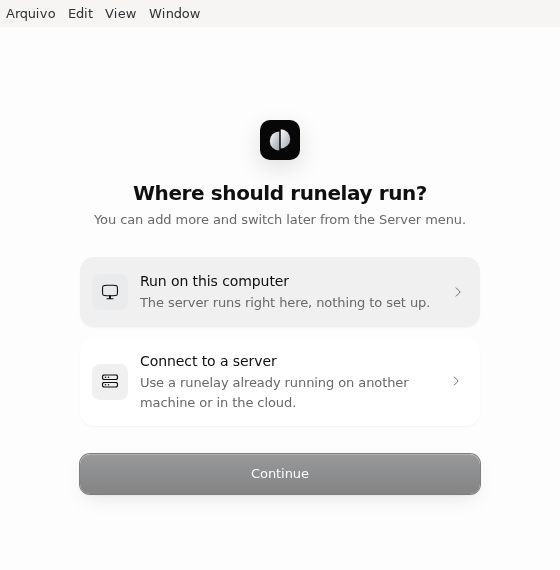 Arquivo Edit View Window
Where should runelay run?
You can add more and switch later from the Server menu.
Run on this computer
The server runs right here, nothing to set up.
Connect to a server
Use a runelay already running on another
machine or in the cloud.
Continue